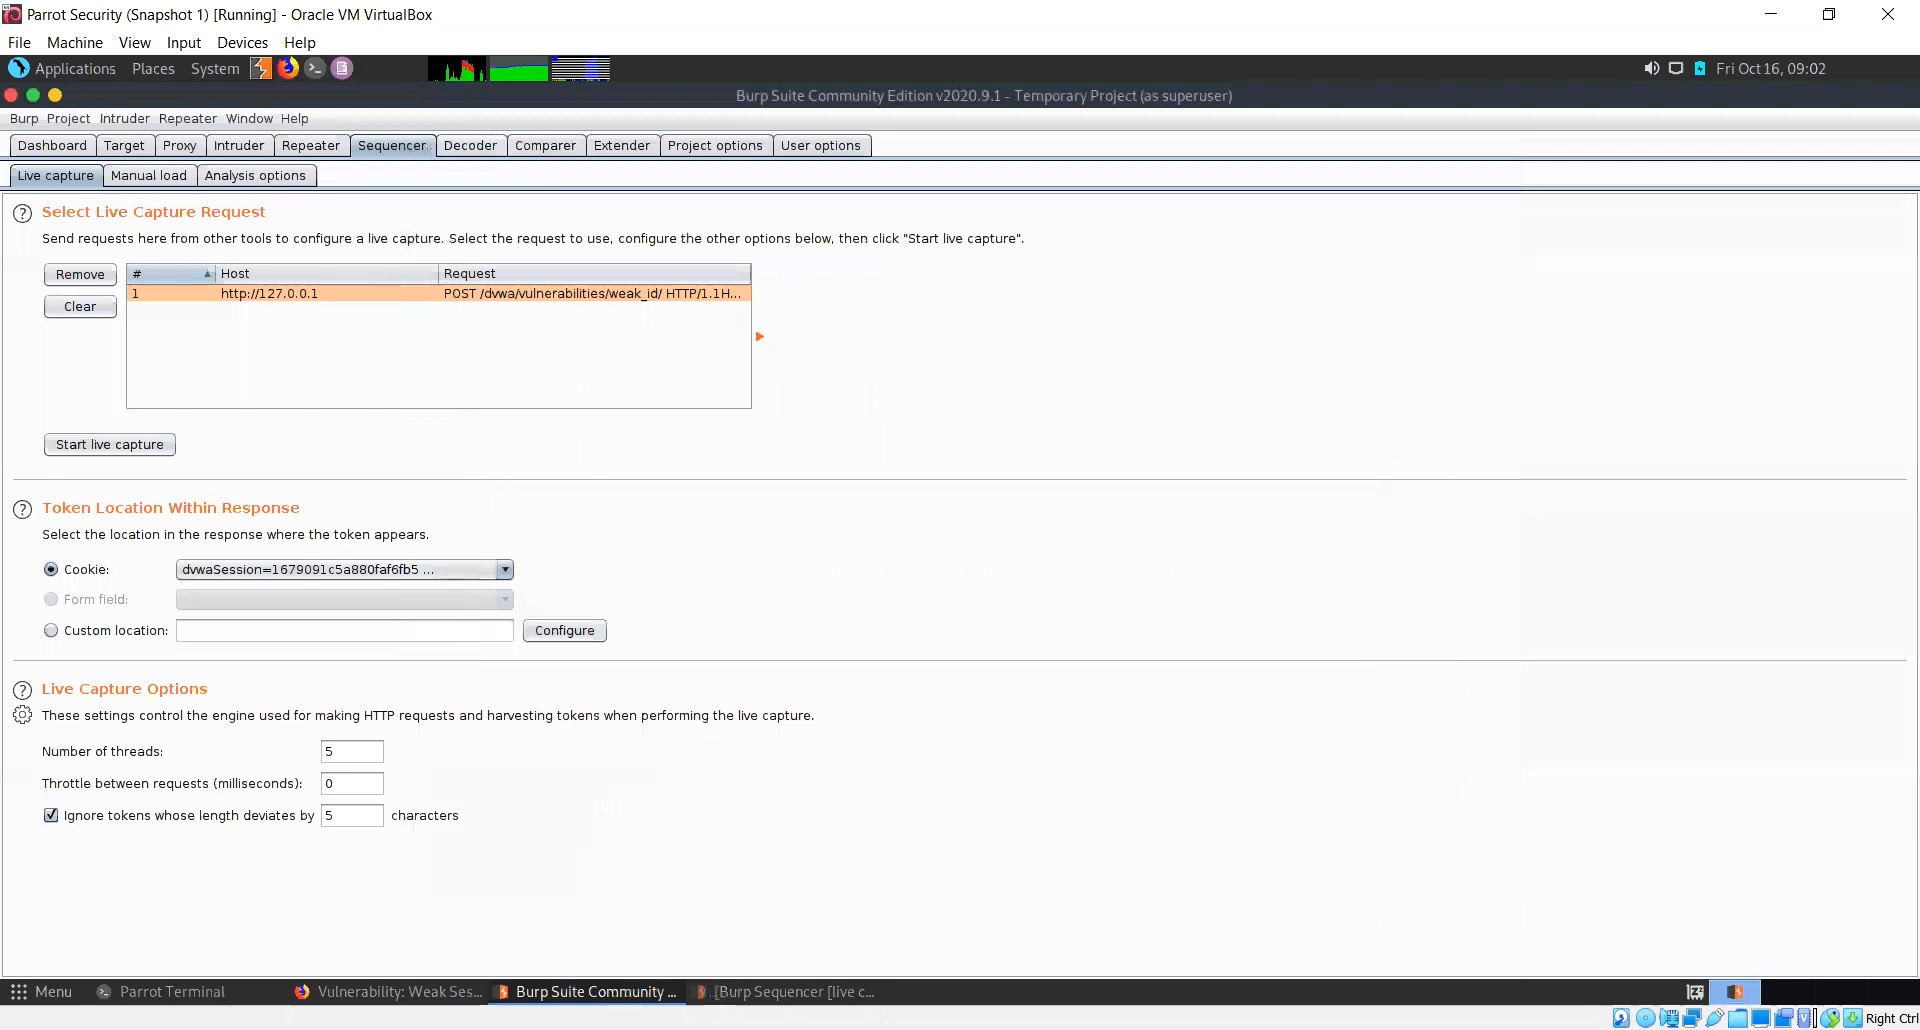 Parrot Security (Snapshot 1) [Running] - Oracle VM VirtualBox
File Machine View Input Devices Help
Applications Places System Fri Oct 16, 09:02
Burp Suite Community Edition v2020.9.1 - Temporary Project (as superuser)
Burp Project Intruder Repeater Window Help
Dashboard Target Proxy Intruder Repeater Sequencer Decoder Comparer Extender Project options User options
Live capture Manual load Analysis options
? Select Live Capture Request
Send requests here from other tools to configure a live capture. Select the request to use, configure the other options below, then click "Start live capture".
Remove # Host Request
1 http://127.0.0.1 POST /dvwa/vulnerabilities/weak_id/ HTTP/1.1H...
Clear
Start live capture
? Token Location Within Response
Select the location in the response where the token appears.
Cookie: dvwaSession=1679091c5a880faf6fb5 ...
Form field:
Custom location: Configure
? Live Capture Options
These settings control the engine used for making HTTP requests and harvesting tokens when performing the live capture.
Number of threads: 5
Throttle between requests (milliseconds): 0
Ignore tokens whose length deviates by 5 characters
Menu Parrot Terminal Vulnerability: Weak Ses... Burp Suite Community ... [Burp Sequencer [live c...
Right Ctrl